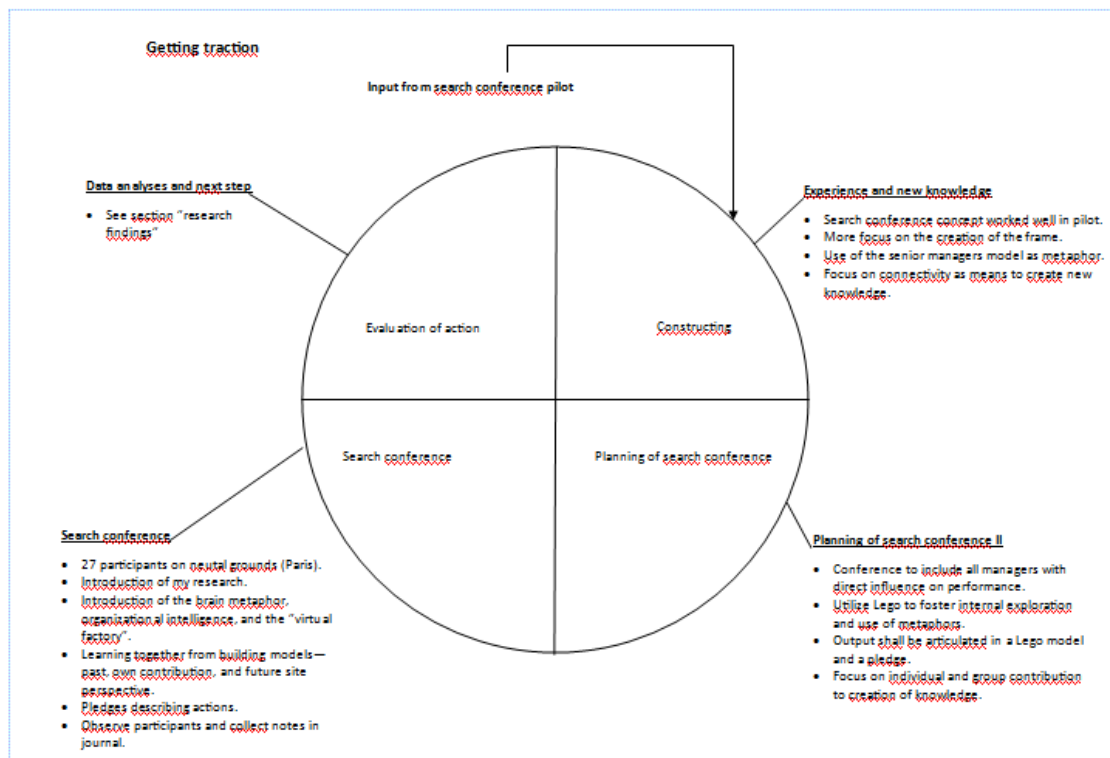 Getting traction
Input from search conference pilot
Data analyses and next step
• See section "research
findings"
Experience and new knowledge
• Search conference concept worked well in pilot.
• More focus on the creation of the frame.
• Use of the senior managers model as metaphor.
• Focus on connectivity as means to create new
knowledge.
Evaluation of action
Constructing
Search conference
Planning of search conference
Search conference
• 27 participants on neutal grounds (Paris).
• Introduction of my research.
• Introduction of the brain metaphor,
organizational intelligence, and the "virtual
factory".
• Learning together from building models—
past, own contribution, and future site
perspective.
• Pledges describing actions.
• Observe participants and collect notes in
journal.
Planning of search conference II
• Conference to include all managers with
direct influence on performance.
• Utilize Lego to foster internal exploration
and use of metaphors.
• Output shall be articulated in a Lego model
and a pledge.
• Focus on individual and group contribution
to creation of knowledge.